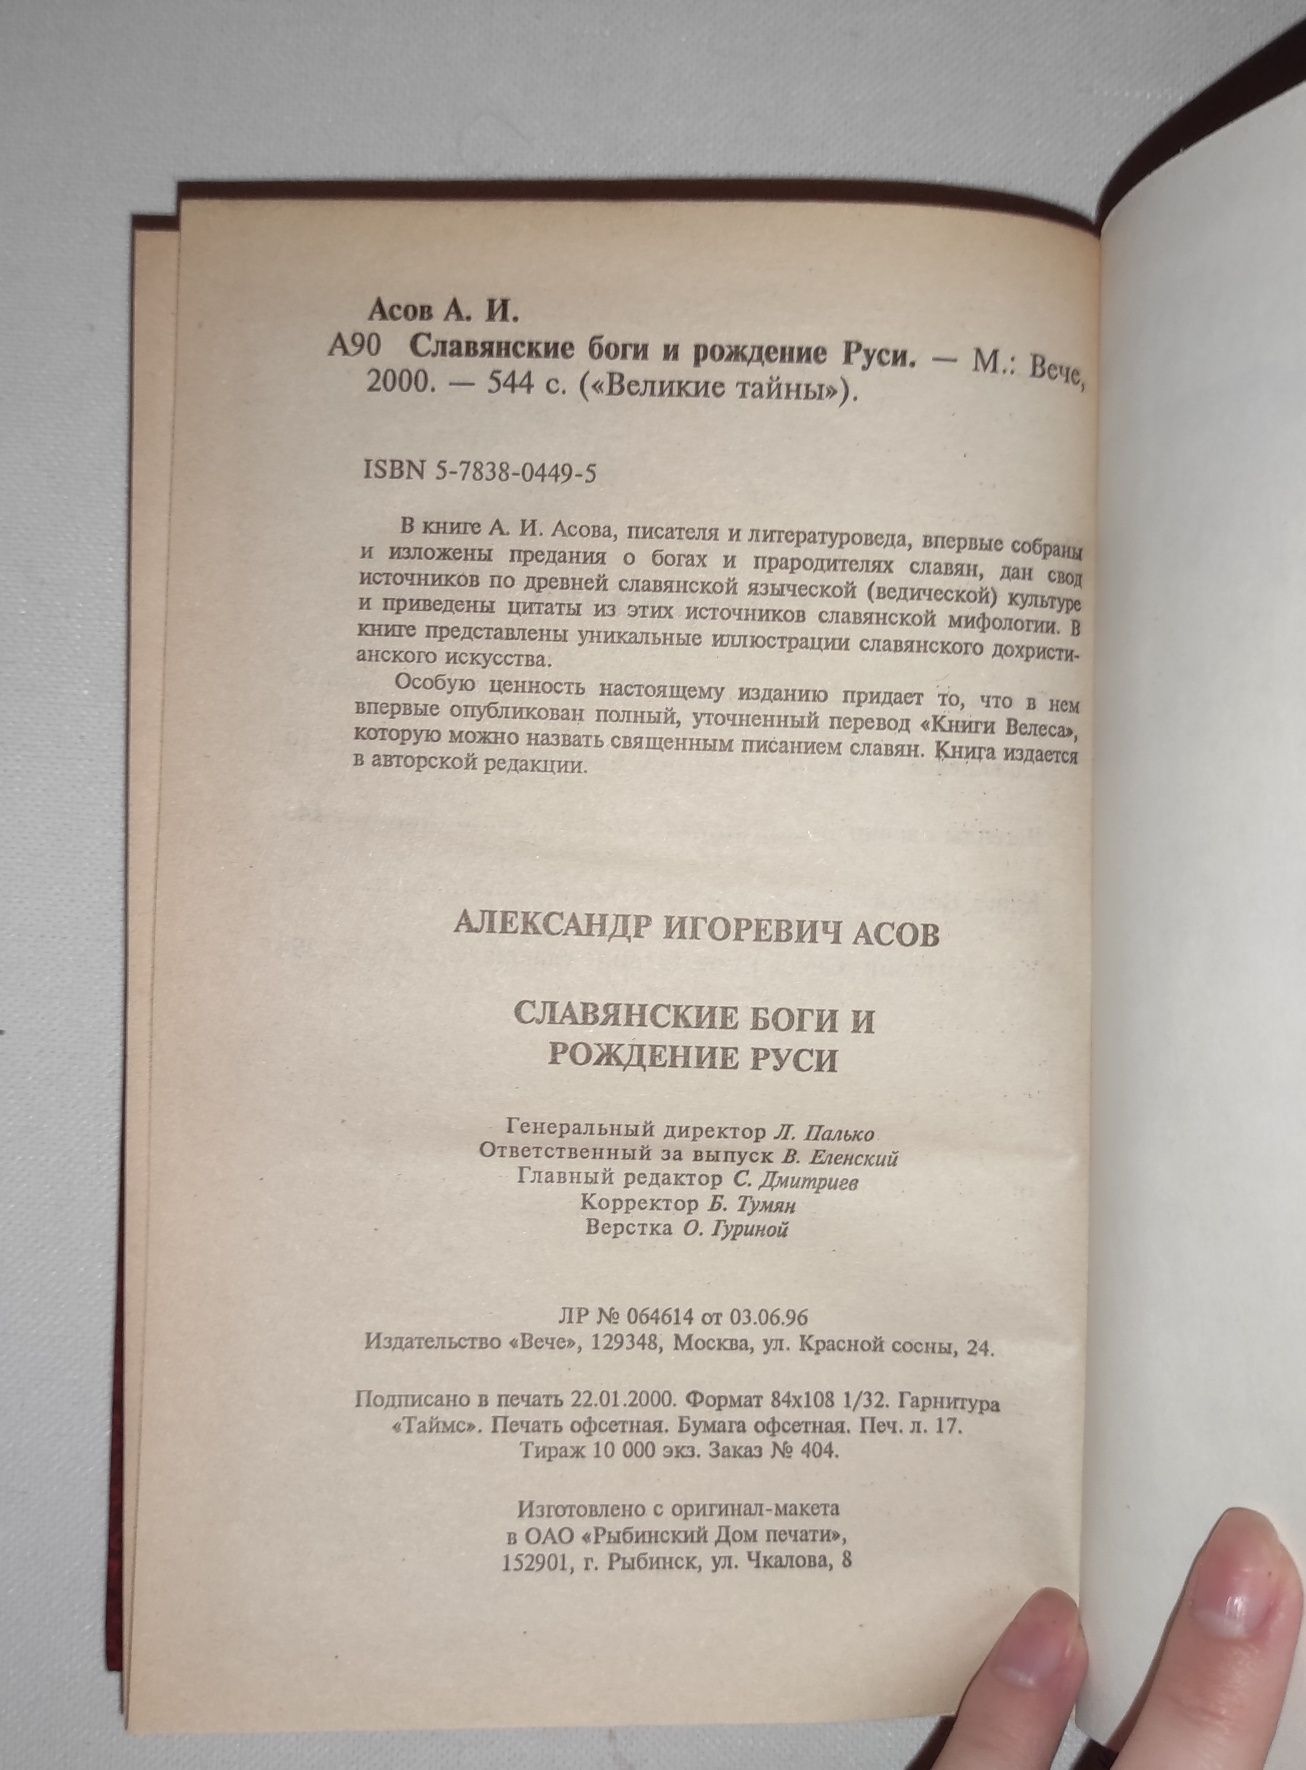 Асов А. И.
А90 Славянские боги и рождение Руси. — М.: Вече,
2000. — 544 с. («Великие тайны»).
ISBN 5-7838-0449-5
В книге А. И. Асова, писателя и литературоведа, впервые собраны
и изложены предания о богах и прародителях славян, дан свод
источников по древней славянской языческой (ведической) культуре
и приведены цитаты из этих источников славянской мифологии. В
книге представлены уникальные иллюстрации славянского дохристи-
анского искусства.
Особую ценность настоящему изданию придает то, что в нем
впервые опубликован полный, уточненный перевод «Книги Велеса»,
которую можно назвать священным писанием славян. Книга издается
в авторской редакции.
АЛЕКСАНДР ИГОРЕВИЧ АСОВ
СЛАВЯНСКИЕ БОГИ И
РОЖДЕНИЕ РУСИ
Генеральный директор Л. Палько
Ответственный за выпуск В. Еленский
Главный редактор С. Дмитриев
Корректор Б. Тумян
Верстка О. Гуриной
ЛР № 064614 от 03.06.96
Издательство «Вече», 129348, Москва, ул. Красной сосны, 24.
Подписано в печать 22.01.2000. Формат 84х108 1/32. Гарнитура
«Таймс». Печать офсетная. Бумага офсетная. Печ. л. 17.
Тираж 10 000 экз. Заказ № 404.
Изготовлено с оригинал-макета
в ОАО «Рыбинский Дом печати»,
152901, г. Рыбинск, ул. Чкалова, 8